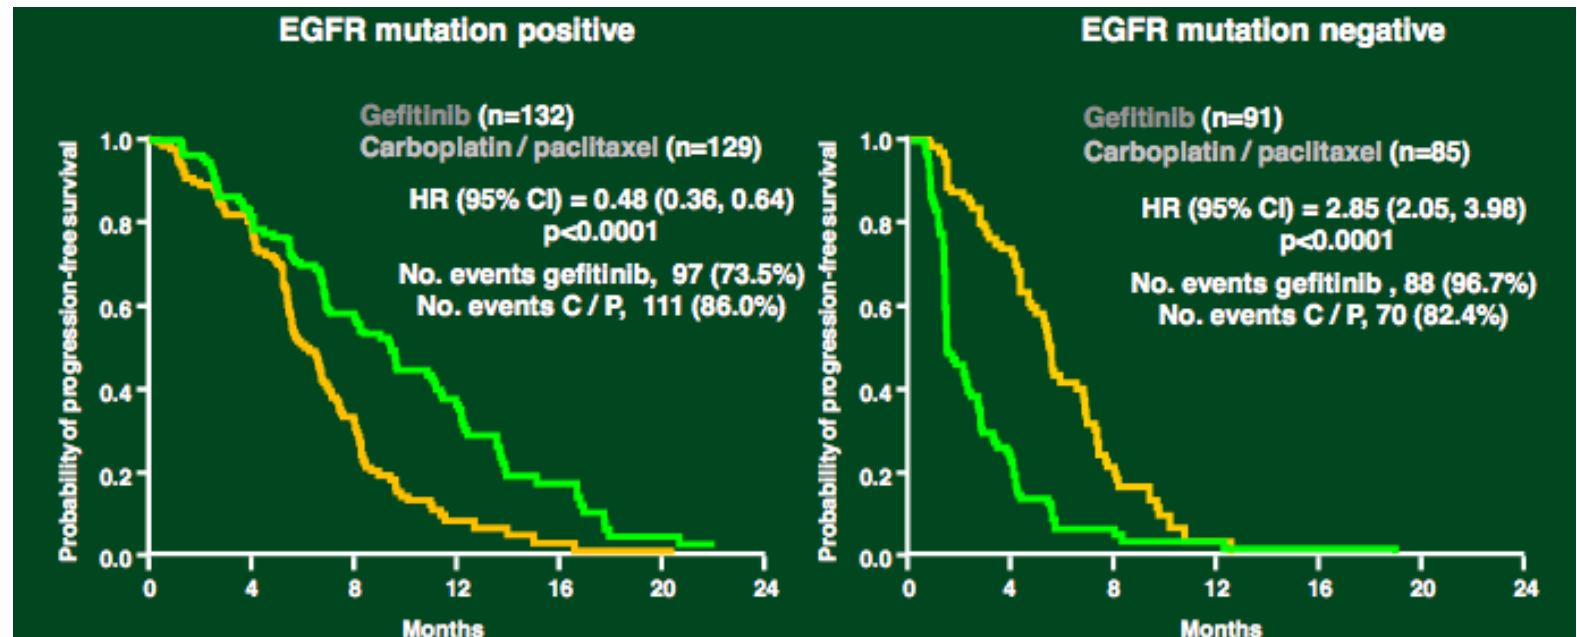 EGFR mutation positive
Gefitinib (n=132)
Carboplatin / paclitaxel (n=129)
HR (95% CI) = 0.48 (0.36, 0.64)
p<0.0001
No. events gefitinib, 97 (73.5%)
No. events C / P, 111 (86.0%)
Probability of progression-free survival
1.0
0.8
0.6
0.4
0.2
0.0
0 4 8 12 16 20 24
Months
EGFR mutation negative
Gefitinib (n=91)
Carboplatin / paclitaxel (n=85)
HR (95% CI) = 2.85 (2.05, 3.98)
p<0.0001
No. events gefitinib , 88 (96.7%)
No. events C / P, 70 (82.4%)
Probability of progression-free survival
1.0
0.8
0.6
0.4
0.2
0.0
0 4 8 12 16 20 24
Months